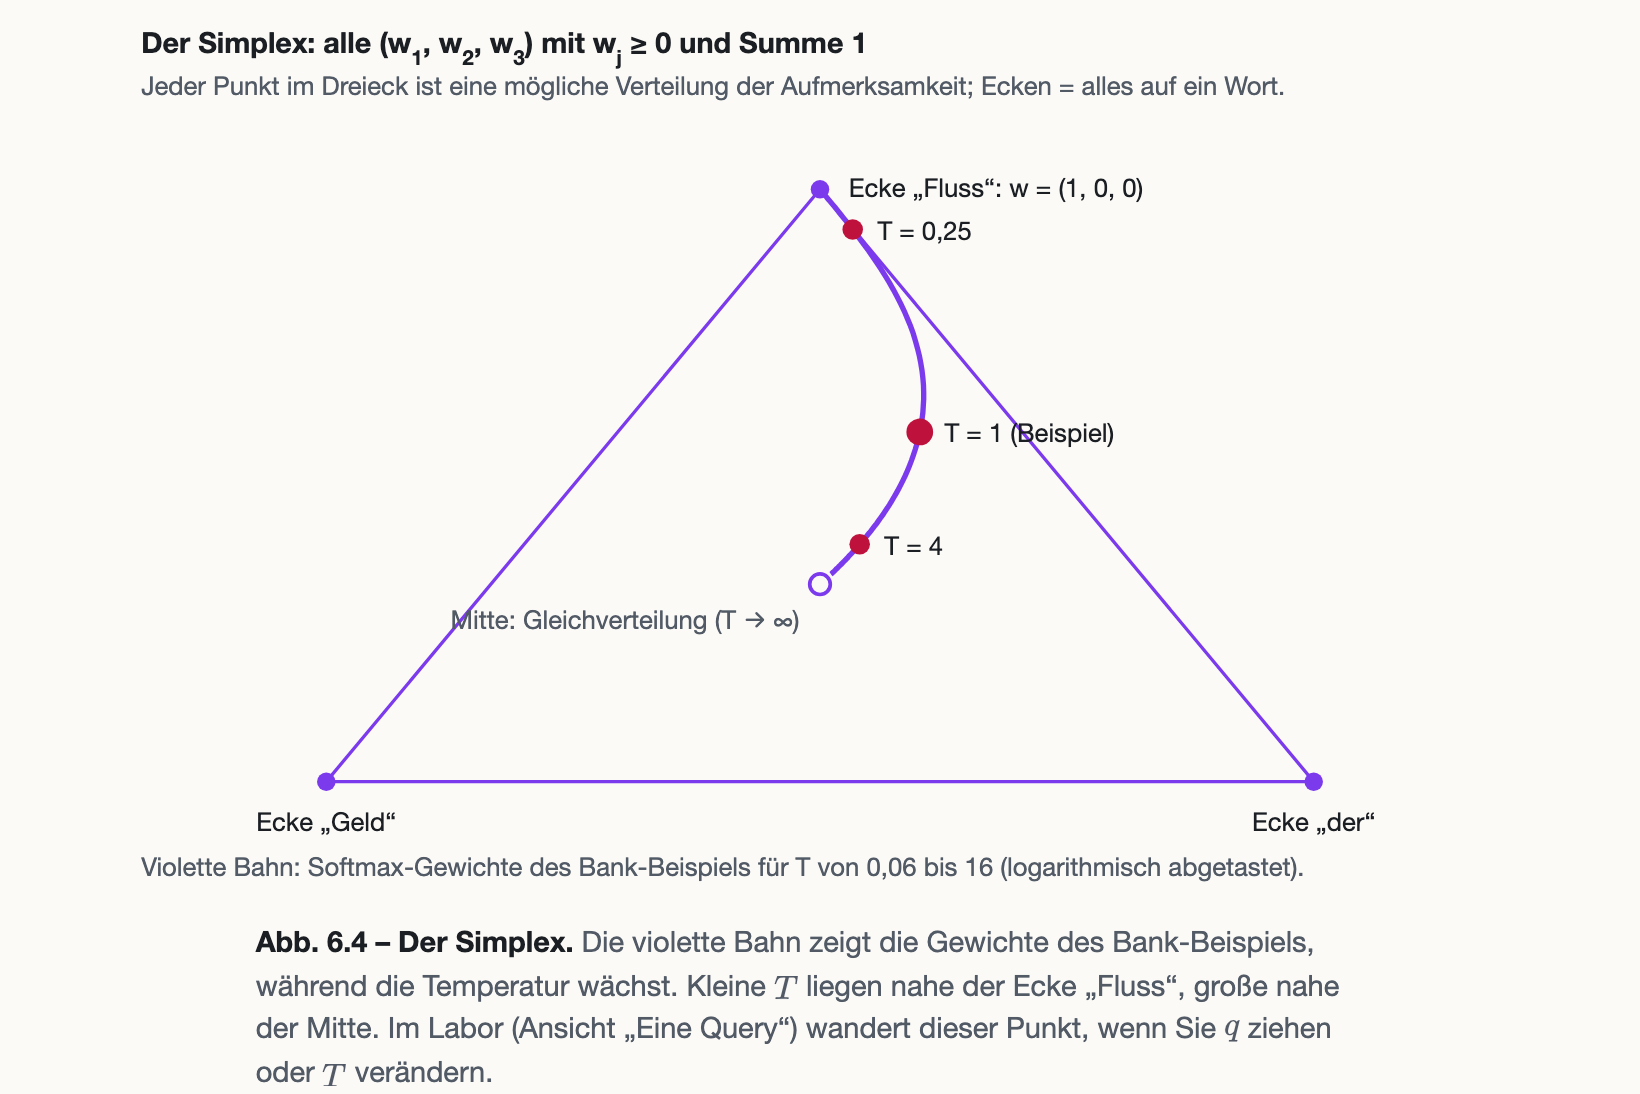 Der Simplex: alle (w₁, w₂, w₃) mit wⱼ ≥ 0 und Summe 1
Jeder Punkt im Dreieck ist eine mögliche Verteilung der Aufmerksamkeit; Ecken = alles auf ein Wort.
Ecke „Fluss“: w = (1, 0, 0)
T = 0,25
T = 1 (Beispiel)
T = 4
Mitte: Gleichverteilung (T → ∞)
Ecke „Geld“
Ecke „der“
Violette Bahn: Softmax-Gewichte des Bank-Beispiels für T von 0,06 bis 16 (logarithmisch abgetastet).
Abb. 6.4 – Der Simplex. Die violette Bahn zeigt die Gewichte des Bank-Beispiels,
während die Temperatur wächst. Kleine T liegen nahe der Ecke „Fluss“, große nahe
der Mitte. Im Labor (Ansicht „Eine Query“) wandert dieser Punkt, wenn Sie q ziehen
oder T verändern.